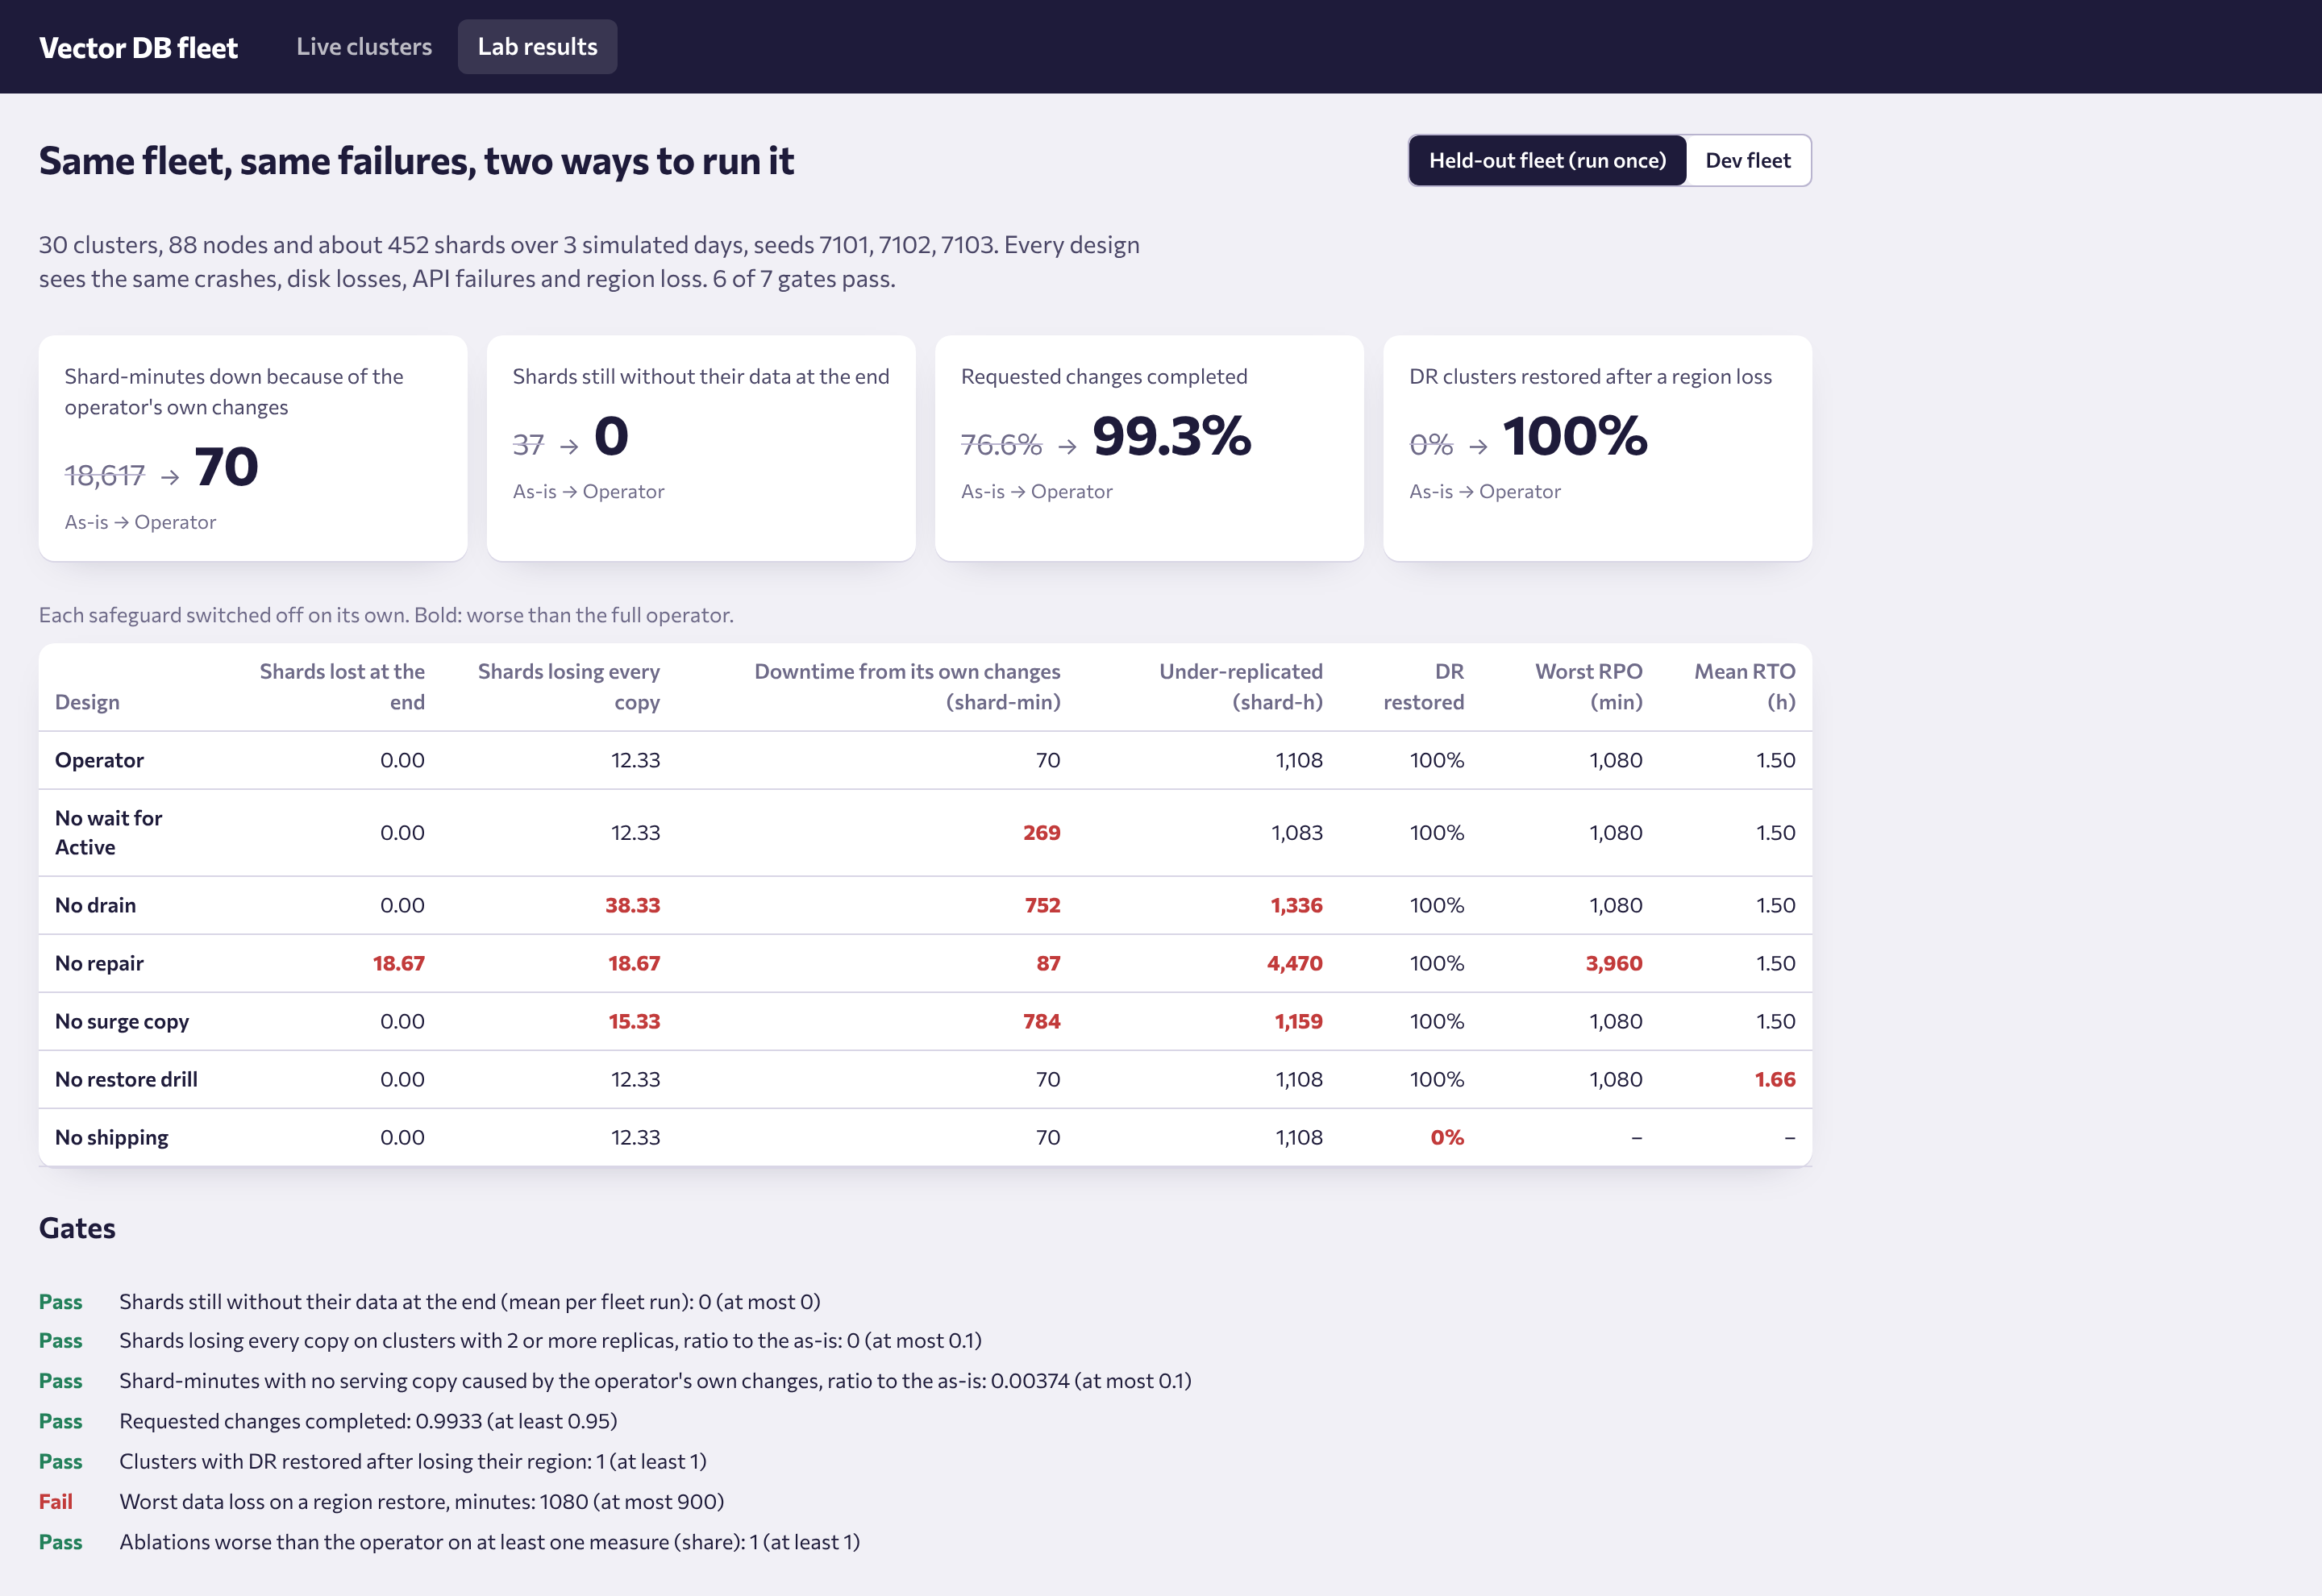 Vector DB fleet
Live clusters
Lab results
Same fleet, same failures, two ways to run it
Held-out fleet (run once)
Dev fleet
30 clusters, 88 nodes and about 452 shards over 3 simulated days, seeds 7101, 7102, 7103. Every design
sees the same crashes, disk losses, API failures and region loss. 6 of 7 gates pass.
Shard-minutes down because of the
operator's own changes
18,617 → 70
As-is → Operator
Shards still without their data at the end
37 → 0
As-is → Operator
Requested changes completed
76.6% → 99.3%
As-is → Operator
DR clusters restored after a region loss
0% → 100%
As-is → Operator
Each safeguard switched off on its own. Bold: worse than the full operator.
Design Shards lost at the end Shards losing every copy Downtime from its own changes (shard-min) Under-replicated (shard-h) DR restored Worst RPO (min) Mean RTO (h)
Operator 0.00 12.33 70 1,108 100% 1,080 1.50
No wait for Active 0.00 12.33 269 1,083 100% 1,080 1.50
No drain 0.00 38.33 752 1,336 100% 1,080 1.50
No repair 18.67 18.67 87 4,470 100% 3,960 1.50
No surge copy 0.00 15.33 784 1,159 100% 1,080 1.50
No restore drill 0.00 12.33 70 1,108 100% 1,080 1.66
No shipping 0.00 12.33 70 1,108 0% – –
Gates
Pass Shards still without their data at the end (mean per fleet run): 0 (at most 0)
Pass Shards losing every copy on clusters with 2 or more replicas, ratio to the as-is: 0 (at most 0.1)
Pass Shard-minutes with no serving copy caused by the operator's own changes, ratio to the as-is: 0.00374 (at most 0.1)
Pass Requested changes completed: 0.9933 (at least 0.95)
Pass Clusters with DR restored after losing their region: 1 (at least 1)
Fail Worst data loss on a region restore, minutes: 1080 (at most 900)
Pass Ablations worse than the operator on at least one measure (share): 1 (at least 1)